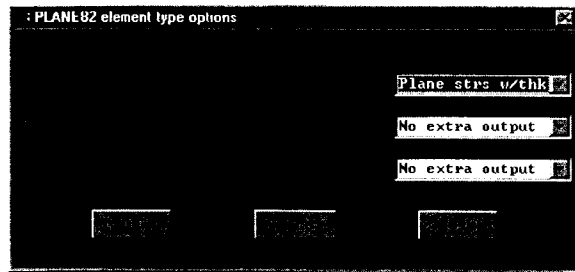 : PLANE82 element type options
Plane strs w/thk
No extra output
No extra output